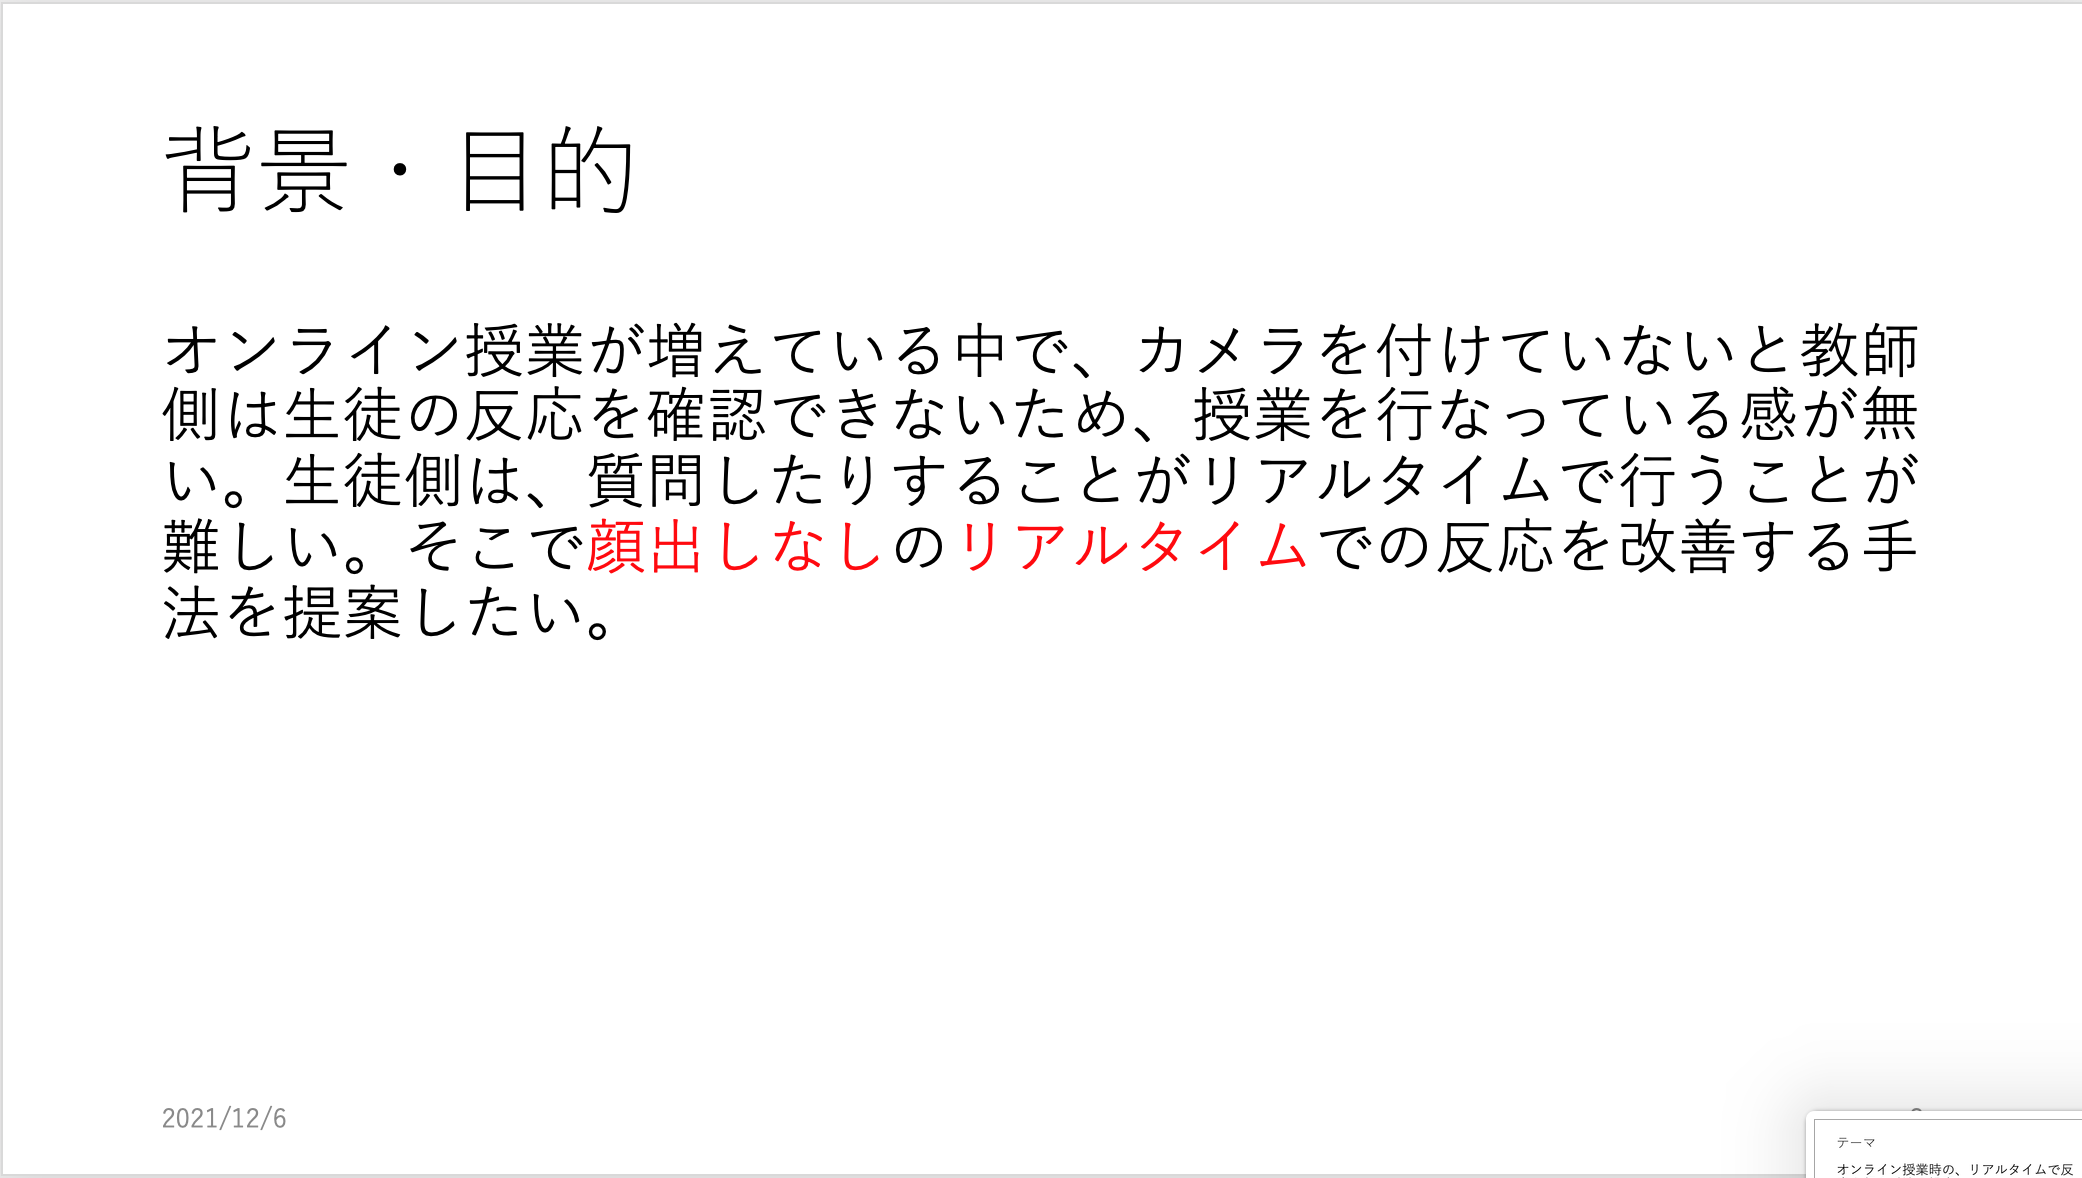 背景・目的
オンライン授業が増えている中で、カメラを付けていないと教師
側は生徒の反応を確認できないため、授業を行なっている感が無
い。生徒側は、質問したりすることがリアルタイムで行うことが
難しい。そこで顔出しなしのリアルタイムでの反応を改善する手
法を提案したい。
2021/12/6
テーマ
オンライン授業時の、リアルタイムで反